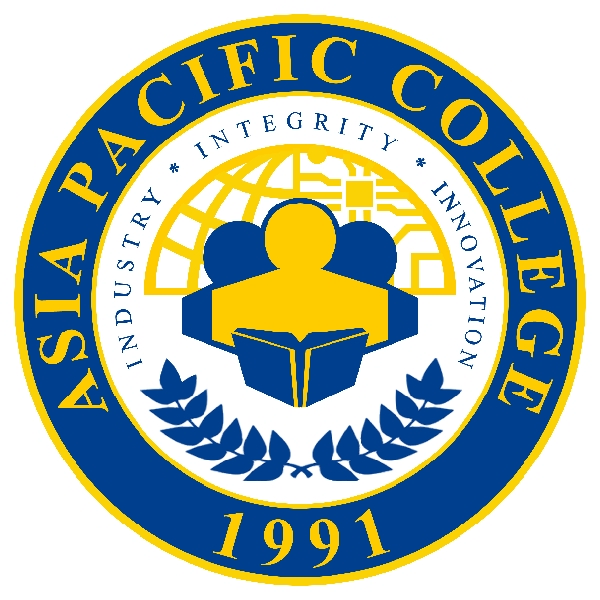 ASIA PACIFIC COLLEGE
INDUSTRY * INTEGRITY * INNOVATION
1991